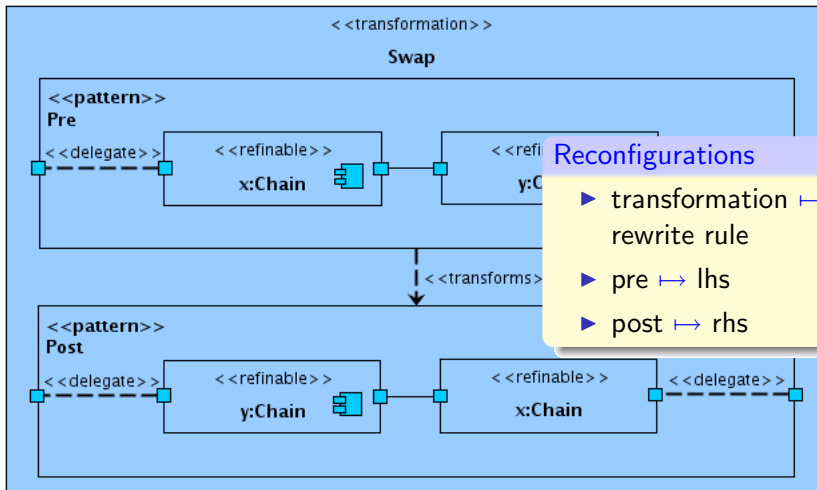 <<transformation>>
Swap
<<pattern>>
Pre
<<delegate>>
<<refinable>>
x:Chain
Reconfigurations
▶ transformation ↦
rewrite rule
▶ pre ↦ lhs
▶ post ↦ rhs
<<transforms>
<<pattern>>
Post
<<delegate>>
<<refinable>>
y:Chain
<<refinable>>
x:Chain
<<delegate>>